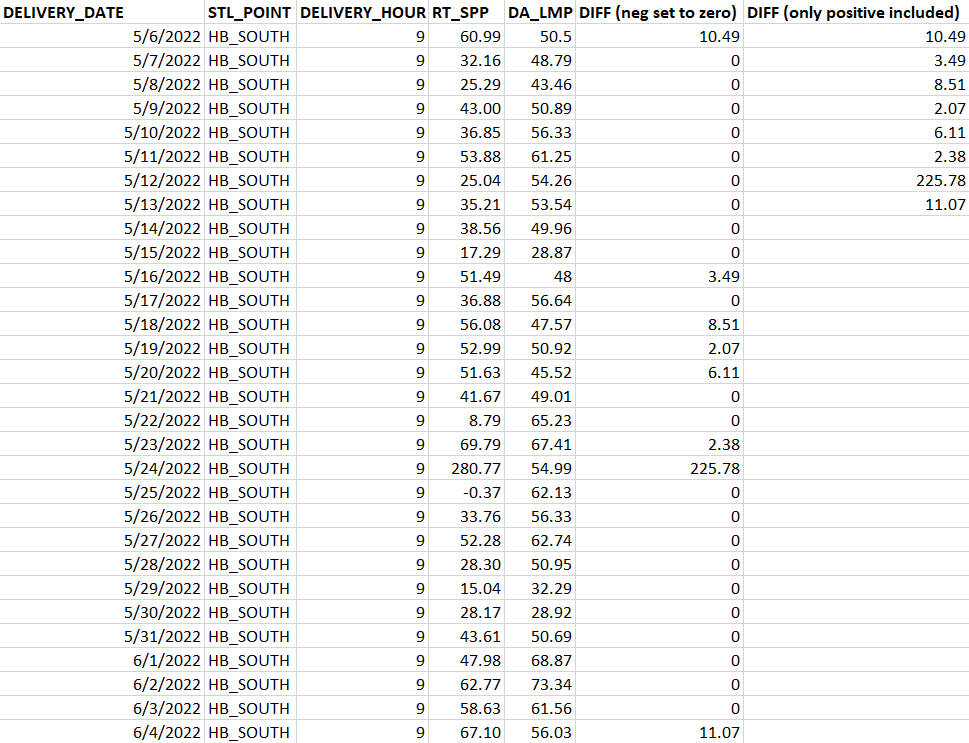 DELIVERY_DATE STL_POINT DELIVERY_HOUR RT_SPP DA_LMP DIFF (neg set to zero) DIFF (only positive included)
5/6/2022 HB_SOUTH 9 60.99 50.5 10.49 10.49
5/7/2022 HB_SOUTH 9 32.16 48.79 0 3.49
5/8/2022 HB_SOUTH 9 25.29 43.46 0 8.51
5/9/2022 HB_SOUTH 9 43.00 50.89 0 2.07
5/10/2022 HB_SOUTH 9 36.85 56.33 0 6.11
5/11/2022 HB_SOUTH 9 53.88 61.25 0 2.38
5/12/2022 HB_SOUTH 9 25.04 54.26 0 225.78
5/13/2022 HB_SOUTH 9 35.21 53.54 0 11.07
5/14/2022 HB_SOUTH 9 38.56 49.96 0
5/15/2022 HB_SOUTH 9 17.29 28.87 0
5/16/2022 HB_SOUTH 9 51.49 48 3.49
5/17/2022 HB_SOUTH 9 36.88 56.64 0
5/18/2022 HB_SOUTH 9 56.08 47.57 8.51
5/19/2022 HB_SOUTH 9 52.99 50.92 2.07
5/20/2022 HB_SOUTH 9 51.63 45.52 6.11
5/21/2022 HB_SOUTH 9 41.67 49.01 0
5/22/2022 HB_SOUTH 9 8.79 65.23 0
5/23/2022 HB_SOUTH 9 69.79 67.41 2.38
5/24/2022 HB_SOUTH 9 280.77 54.99 225.78
5/25/2022 HB_SOUTH 9 -0.37 62.13 0
5/26/2022 HB_SOUTH 9 33.76 56.33 0
5/27/2022 HB_SOUTH 9 52.28 62.74 0
5/28/2022 HB_SOUTH 9 28.30 50.95 0
5/29/2022 HB_SOUTH 9 15.04 32.29 0
5/30/2022 HB_SOUTH 9 28.17 28.92 0
5/31/2022 HB_SOUTH 9 43.61 50.69 0
6/1/2022 HB_SOUTH 9 47.98 68.87 0
6/2/2022 HB_SOUTH 9 62.77 73.34 0
6/3/2022 HB_SOUTH 9 58.63 61.56 0
6/4/2022 HB_SOUTH 9 67.10 56.03 11.07